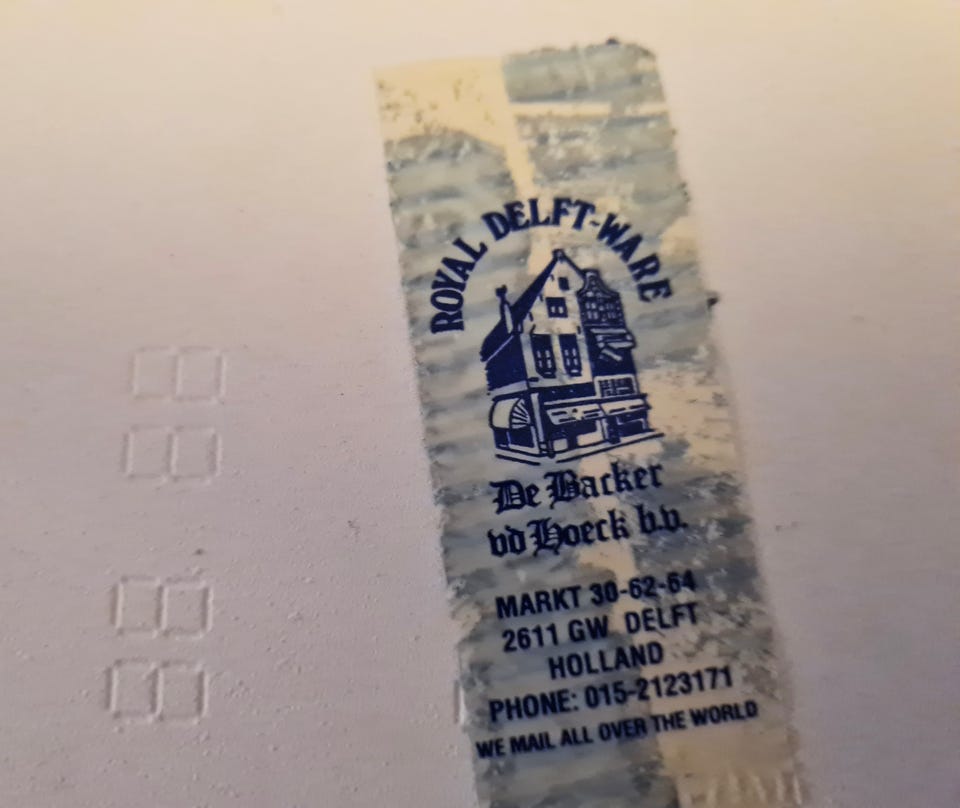 ROYAL DELFT-WARE
De Backer
vd Hoeck b.v.
MARKT 30-62-64
2611 GW DELFT
HOLLAND
PHONE: 015-2123171
WE MAIL ALL OVER THE WORLD